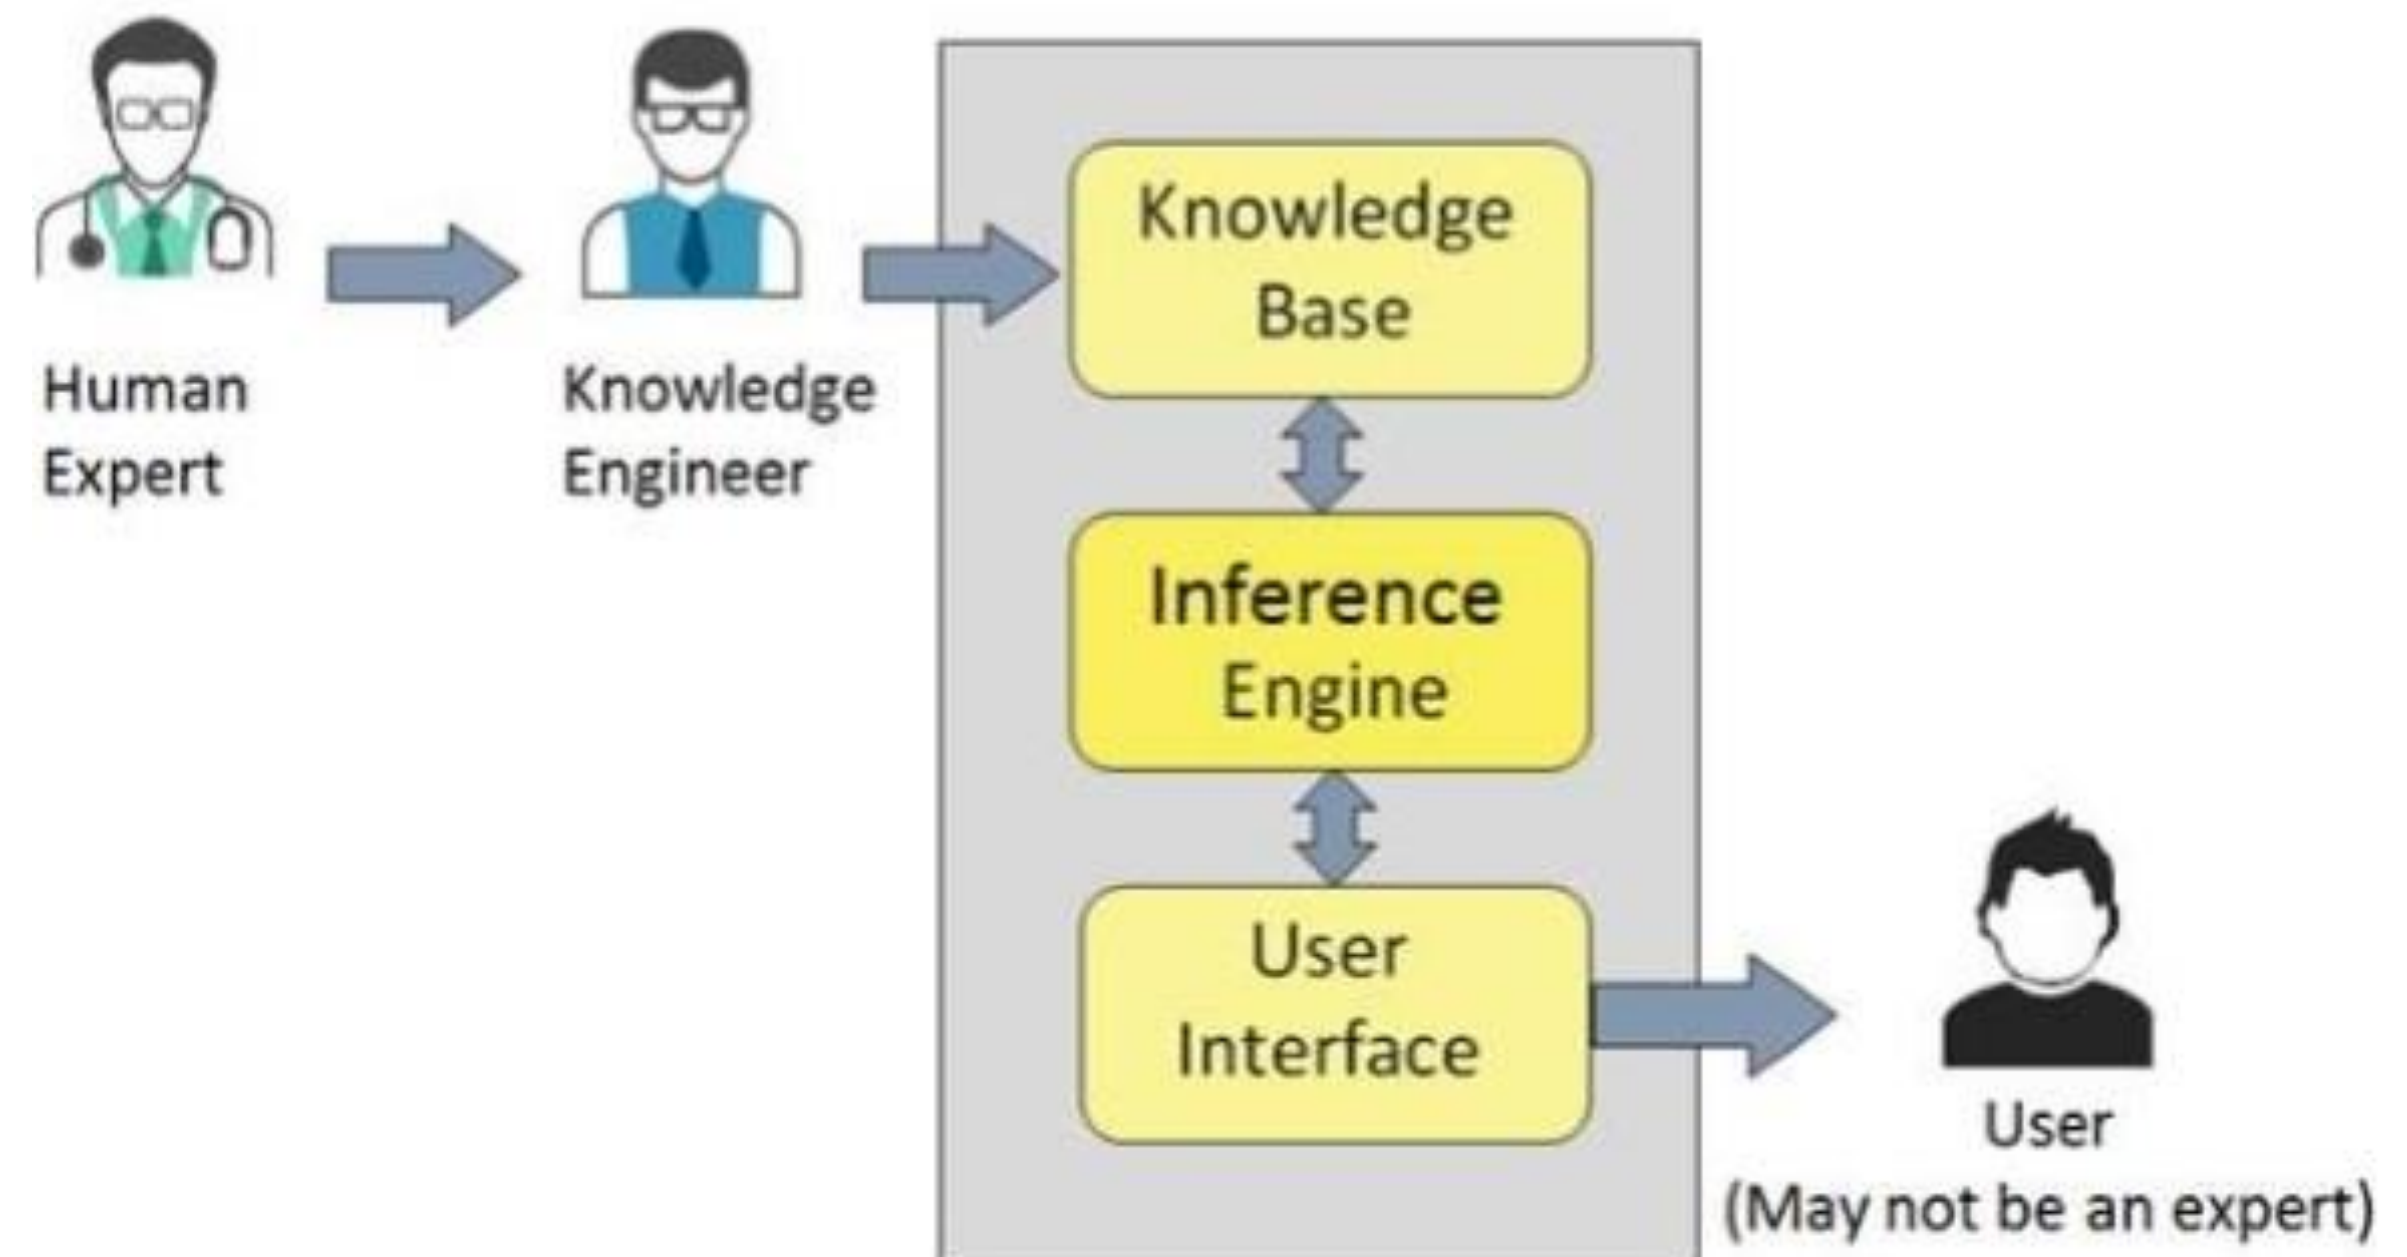 Human
Expert
Knowledge
Engineer
Knowledge
Base
Inference
Engine
User
Interface
User
(May not be an expert)